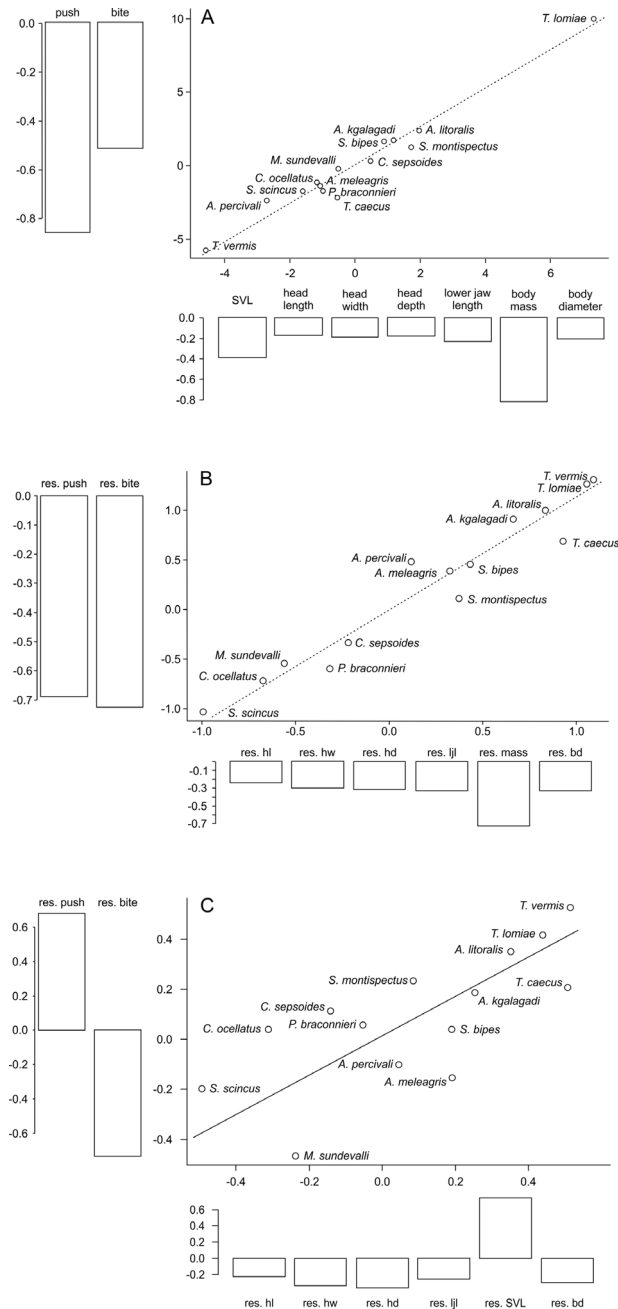 push bite
0.0
-0.2
-0.4
-0.6
-0.8
A
10
5
0
-5
T. lomiae
A. kgalagadi
A. litoralis
S. bipes
S. montispectus
M. sundevalli
C. sepsoides
C. ocellatus
A. meleagris
S. scincus
P. braconnieri
A. percivali
T. caecus
T. vermis
-4 -2 0 2 4 6
SVL head length head width head depth lower jaw length body mass body diameter
0.0
-0.2
-0.4
-0.6
-0.8
res. push res. bite
0.0
-0.1
-0.2
-0.3
-0.4
-0.5
-0.6
-0.7
B
1.0
0.5
0.0
-0.5
-1.0
T. vermis
T. lomiae
A. litoralis
A. kgalagadi
T. caecus
A. percivali
A. meleagris
S. bipes
S. montispectus
C. sepsoides
M. sundevalli
P. braconnieri
C. ocellatus
S. scincus
-1.0 -0.5 0.0 0.5 1.0
res. hl res. hw res. hd res. ljl res. mass res. bd
-0.1
-0.3
-0.5
-0.7
res. push res. bite
0.6
0.4
0.2
0.0
-0.2
-0.4
-0.6
C
0.4
0.2
0.0
-0.2
-0.4
T. vermis
T. lomiae
A. litoralis
S. montispectus
T. caecus
A. kgalagadi
C. sepsoides
P. braconnieri
C. ocellatus
S. bipes
A. percivali
A. meleagris
S. scincus
M. sundevalli
-0.4 -0.2 0.0 0.2 0.4
0.6
0.4
0.2
0.0
-0.2
res. hl res. hw res. hd res. ljl res. SVL res. bd